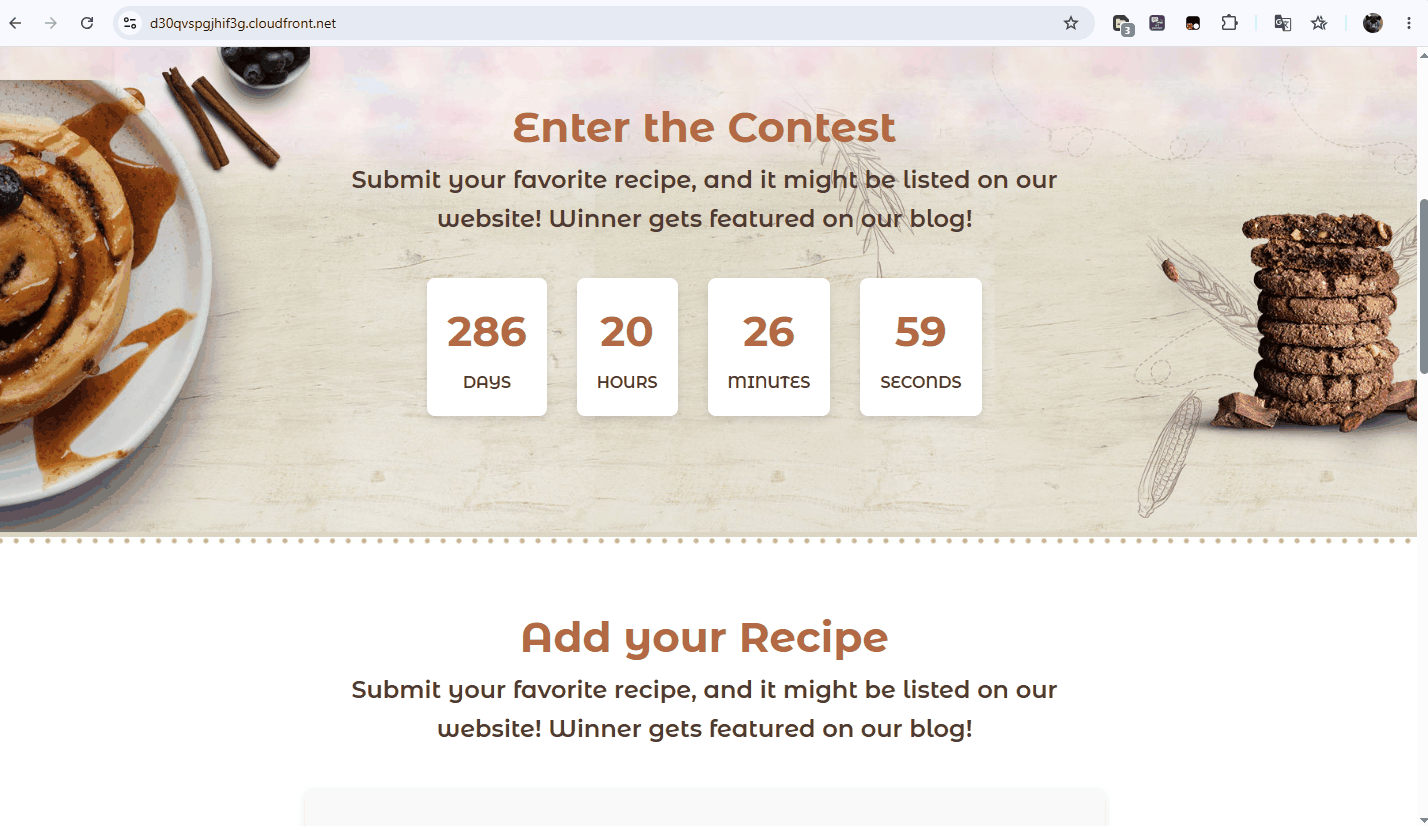 d30qvspgjhif3g.cloudfront.net
3
Enter the Contest
Submit your favorite recipe, and it might be listed on our
website! Winner gets featured on our blog!
286 20 26 59
DAYS HOURS MINUTES SECONDS
Add your Recipe
Submit your favorite recipe, and it might be listed on our
website! Winner gets featured on our blog!